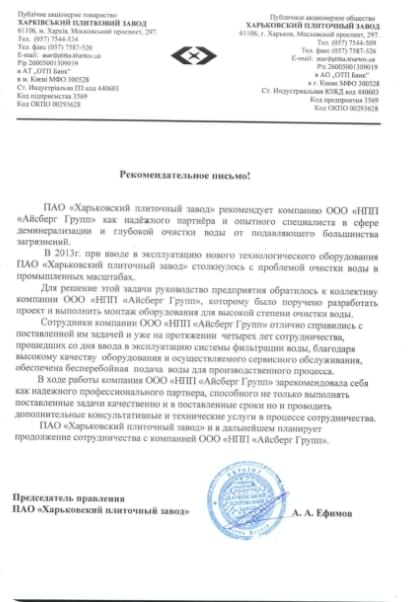 Публічне акціонерне товариство
ХАРКІВСЬКИЙ ПЛИТКОВИЙ ЗАВОД
61106, м. Харків, Московський проспект, 297.
Тел. (057) 7544-534
Тел. факс (057) 7587-526
E-mail: asar@plitka.kharkov.ua
Р/р 26005001309019
в АТ „ОТП Банк"
в м. Києві МФО 300528
Ст. Индустріальна ПЗ код 440603
Код підприємства 3569
Код ОКПО 00293628
Публичное акционерное общество
ХАРЬКОВСКИЙ ПЛИТОЧНЫЙ ЗАВОД
61106, г. Харьков, Московский проспект, 297.
Тел. (057) 7544-509
Тел. факс (057) 7587-526
E-mail: asar@plitka.kharkov.ua
Р/с 26005001309019
в АО „ОТП Банк"
в г. Киеве МФО 300528
Ст. Индустриальная ЮЖД код 440603
Код предприятия 3569
Код ОКПО 00293628
Рекомендательное письмо!
ПАО «Харьковский плиточный завод» рекомендует компанию ООО «НПП
«Айсберг Групп» как надёжного партнёра и опытного специалиста в сфере
деминерализации и глубокой очистки воды от подавляющего большинства
загрязнений.
В 2013г. при вводе в эксплуатацию нового технологического оборудования
ПАО «Харьковский плиточный завод» столкнулось с проблемой очистки воды в
промышленных масштабах.
Для решение этой задачи руководство предприятия обратилось к коллективу
компании ООО «НПП «Айсберг Групп», которому было поручено разработать
проект и выполнить монтаж оборудования для высокой степени очистки воды.
Сотрудники компании ООО «НПП «Айсберг Групп» отлично справились с
поставленной им задачей и уже на протяжении четырех лет сотрудничества,
прошедших со дня ввода в эксплуатацию системы фильтрации воды, благодаря
высокому качеству оборудования и осуществляемого сервисного обслуживания,
обеспечена бесперебойная подача воды для производственного процесса.
В ходе работы компания ООО «НПП «Айсберг Групп» зарекомендовала себя
как надежного профессионального партнера, способного не только выполнять
поставленные задачи качественно и в поставленные сроки но и проводить
дополнительные консультативные и технические услуги в процессе сотрудничества.
ПАО «Харьковский плиточный завод» и в дальнейшем планирует
продолжение сотрудничества с компанией ООО «НПП «Айсберг Групп».
Председатель правления
ПАО «Харьковский плиточный завод»
А. А. Ефимов
УКРАЇНА